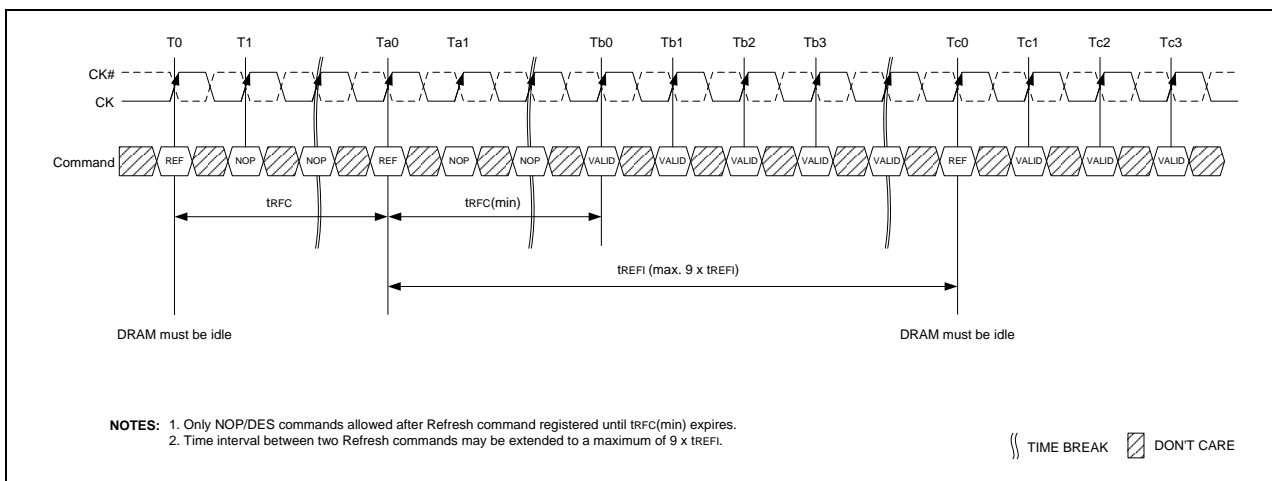 T0 T1 Ta0 Ta1 Tb0 Tb1 Tb2 Tb3 Tc0 Tc1 Tc2 Tc3
CK#
CK
Command REF NOP NOP REF NOP NOP VALID VALID VALID VALID VALID REF VALID VALID VALID
tRFC tRFC(min)
tREFI (max. 9 x tREFI)
DRAM must be idle DRAM must be idle
NOTES: 1. Only NOP/DES commands allowed after Refresh command registered until tRFC(min) expires.
2. Time interval between two Refresh commands may be extended to a maximum of 9 x tREFI.
TIME BREAK DON'T CARE